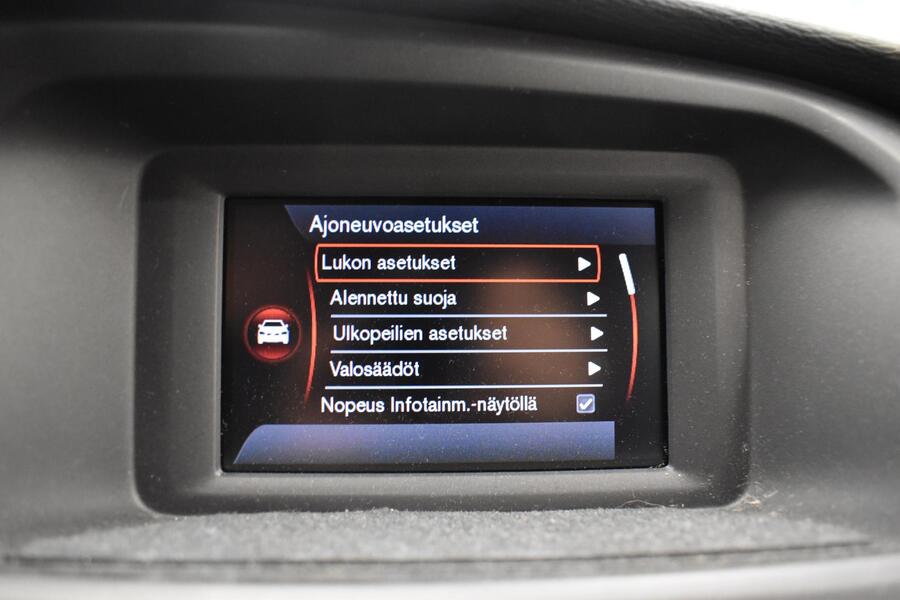 Ajoneuvoasetukset
Lukon asetukset
Alennettu suoja
Ulkopeilien asetukset
Valosäädöt
Nopeus Infotainm.-näytöllä